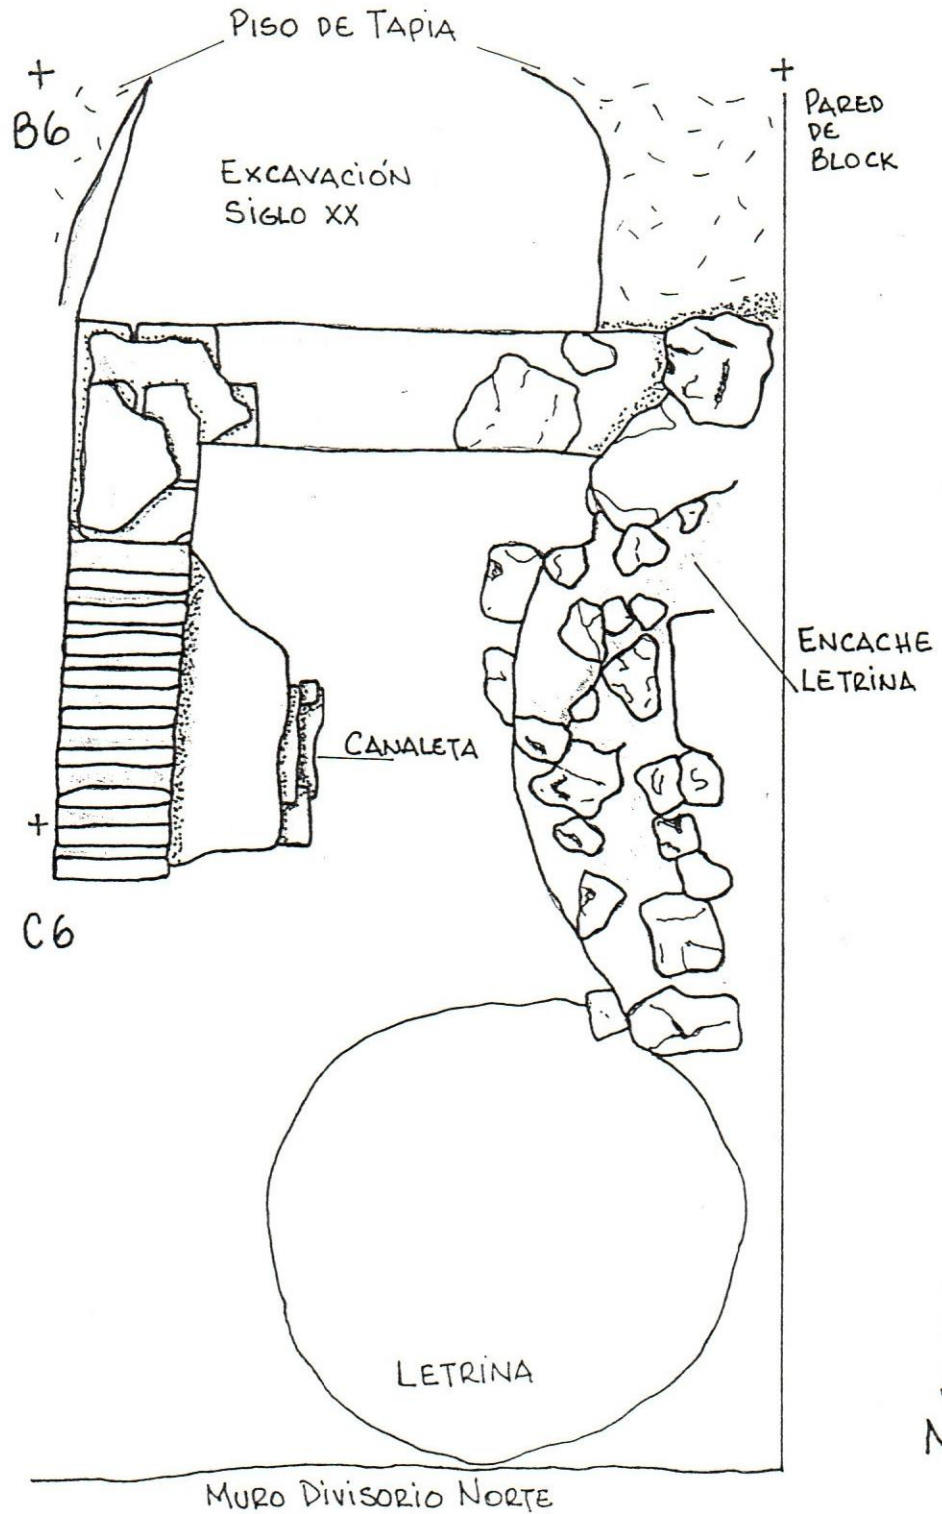 PISO DE TAPIA
B6
PARED
DE
BLOCK
EXCAVACIÓN
SIGLO XX
ENCACHE
LETRINA
CANALETA
C6
LETRINA
N
MURO DIVISORIO NORTE